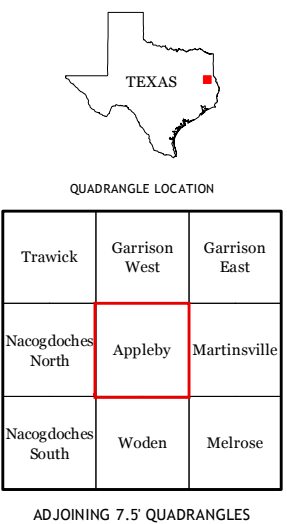 TEXAS
QUADRANGLE LOCATION
Trawick
Garrison
West
Garrison
East
Nacogdoches
North
Appleby
Martinsville
Nacogdoches
South
Woden
Melrose
ADJOINING 7.5' QUADRANGLES